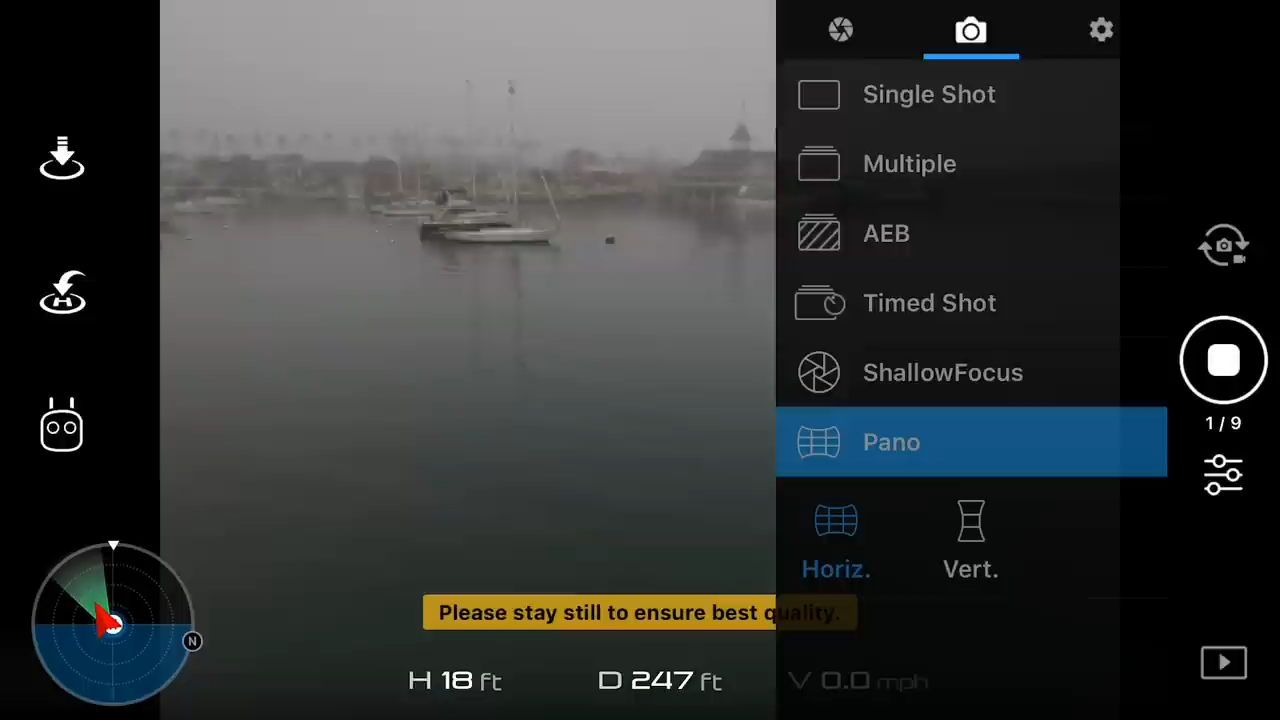 Single Shot
Multiple
AEB
Timed Shot
ShallowFocus
Pano
1 / 9
Horiz.
Vert.
Please stay still to ensure best quality.
N
H 18 ft
D 247 ft
V 0.0 mph